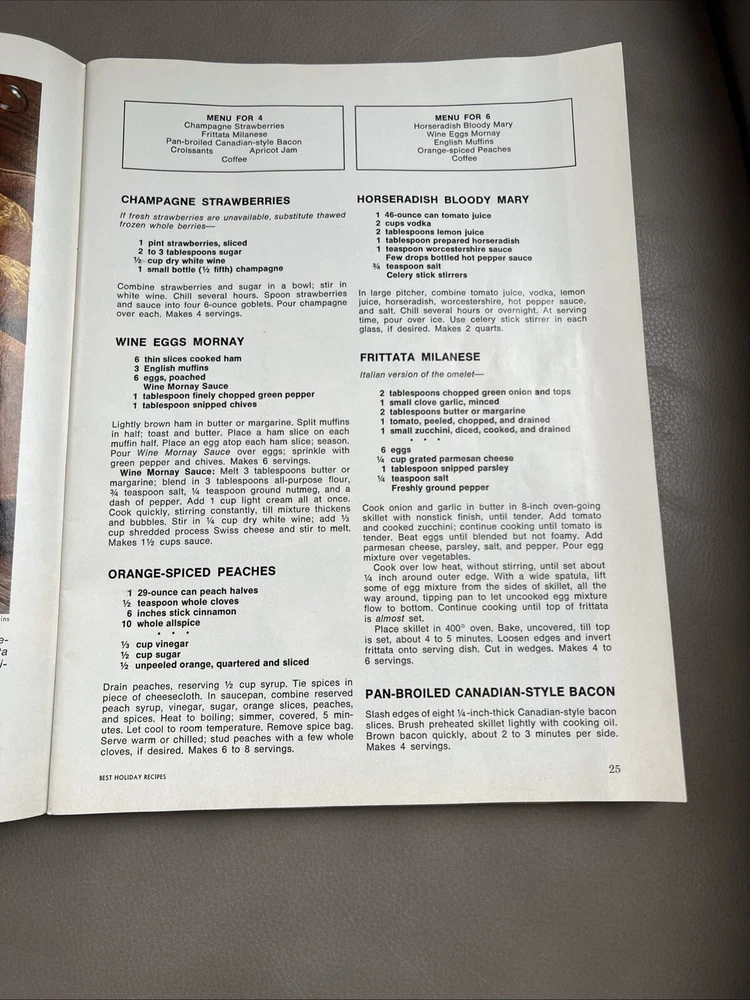 MENU FOR 4
Champagne Strawberries
Frittata Milanese
Pan-broiled Canadian-style Bacon
Croissants Apricot Jam
Coffee
MENU FOR 6
Horseradish Bloody Mary
Wine Eggs Mornay
English Muffins
Orange-spiced Peaches
Coffee
CHAMPAGNE STRAWBERRIES
If fresh strawberries are unavailable, substitute thawed
frozen whole berries—
1 pint strawberries, sliced
2 to 3 tablespoons sugar
½ cup dry white wine
1 small bottle (½ fifth) champagne
Combine strawberries and sugar in a bowl; stir in
white wine. Chill several hours. Spoon strawberries
and sauce into four 6-ounce goblets. Pour champagne
over each. Makes 4 servings.
WINE EGGS MORNAY
6 thin slices cooked ham
3 English muffins
6 eggs, poached
Wine Mornay Sauce
1 tablespoon finely chopped green pepper
1 tablespoon snipped chives
Lightly brown ham in butter or margarine. Split muffins
in half; toast and butter. Place a ham slice on each
muffin half. Place an egg atop each ham slice; season.
Pour Wine Mornay Sauce over eggs; sprinkle with
green pepper and chives. Makes 6 servings.
Wine Mornay Sauce: Melt 3 tablespoons butter or
margarine; blend in 3 tablespoons all-purpose flour,
¾ teaspoon salt, ¼ teaspoon ground nutmeg, and a
dash of pepper. Add 1 cup light cream all at once.
Cook quickly, stirring constantly, till mixture thickens
and bubbles. Stir in ¼ cup dry white wine; add ⅓
cup shredded process Swiss cheese and stir to melt.
Makes 1½ cups sauce.
ORANGE-SPICED PEACHES
1 29-ounce can peach halves
½ teaspoon whole cloves
6 inches stick cinnamon
10 whole allspice
• • •
⅓ cup vinegar
½ cup sugar
½ unpeeled orange, quartered and sliced
Drain peaches, reserving ½ cup syrup. Tie spices in
piece of cheesecloth. In saucepan, combine reserved
peach syrup, vinegar, sugar, orange slices, peaches,
and spices. Heat to boiling; simmer, covered, 5 min-
utes. Let cool to room temperature. Remove spice bag.
Serve warm or chilled; stud peaches with a few whole
cloves, if desired. Makes 6 to 8 servings.
HORSERADISH BLOODY MARY
1 46-ounce can tomato juice
2 cups vodka
2 tablespoons lemon juice
1 tablespoon prepared horseradish
1 teaspoon worcestershire sauce
Few drops bottled hot pepper sauce
¾ teaspoon salt
Celery stick stirrers
In large pitcher, combine tomato juice, vodka, lemon
juice, horseradish, worcestershire, hot pepper sauce,
and salt. Chill several hours or overnight. At serving
time, pour over ice. Use celery stick stirrer in each
glass, if desired. Makes 2 quarts.
FRITTATA MILANESE
Italian version of the omelet—
2 tablespoons chopped green onion and tops
1 small clove garlic, minced
2 tablespoons butter or margarine
1 tomato, peeled, chopped, and drained
1 small zucchini, diced, cooked, and drained
• • •
6 eggs
¼ cup grated parmesan cheese
1 tablespoon snipped parsley
¼ teaspoon salt
Freshly ground pepper
Cook onion and garlic in butter in 8-inch oven-going
skillet with nonstick finish, until tender. Add tomato
and cooked zucchini; continue cooking until tomato is
tender. Beat eggs until blended but not foamy. Add
parmesan cheese, parsley, salt, and pepper. Pour egg
mixture over vegetables.
Cook over low heat, without stirring, until set about
¼ inch around outer edge. With a wide spatula, lift
some of egg mixture from the sides of skillet, all the
way around, tipping pan to let uncooked egg mixture
flow to bottom. Continue cooking until top of frittata
is almost set.
Place skillet in 400° oven. Bake, uncovered, till top
is set, about 4 to 5 minutes. Loosen edges and invert
frittata onto serving dish. Cut in wedges. Makes 4 to
6 servings.
PAN-BROILED CANADIAN-STYLE BACON
Slash edges of eight ¼-inch-thick Canadian-style bacon
slices. Brush preheated skillet lightly with cooking oil.
Brown bacon quickly, about 2 to 3 minutes per side.
Makes 4 servings.
BEST HOLIDAY RECIPES
25